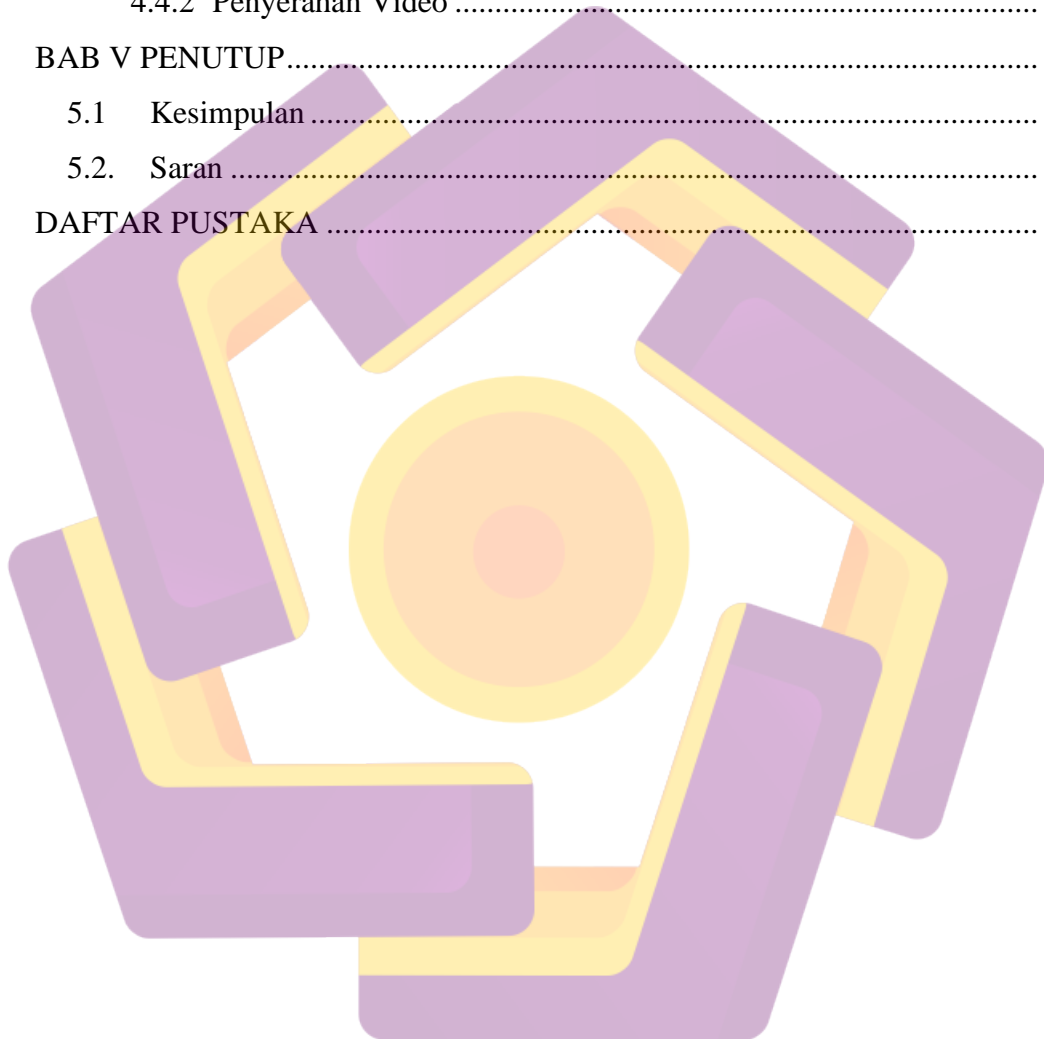 4.4.2 Penyerahan Video ........................................................................
BAB V PENUTUP............................................................................................
5.1 Kesimpulan ..........................................................................................
5.2. Saran ....................................................................................................
DAFTAR PUSTAKA .......................................................................................